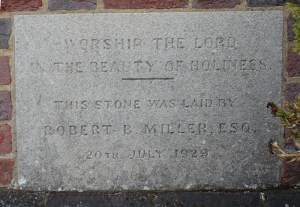 WORSHIP THE LORD
IN THE BEAUTY OF HOLINESS.
THIS STONE WAS LAID BY
ROBERT B. MILLER, ESQ.
20TH JULY 1929